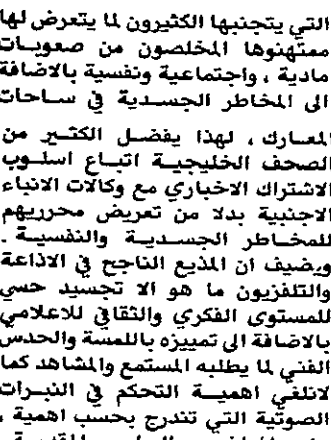 التي يتجنبها الكثيرون لما يتعرض لها
ممتهنوها المخلصون من صعوبات
مادية ، واجتماعية ونفسية بالاضافة
الى المخاطر الجسدية في ساحات
المعارك ، لهذا يفضل الكثير من
الصحف الخليجية اتباع اسلوب
الاشتراك الاخباري مع وكالات الانباء
الاجنبية بدلا من تعريض محرريهم
للمخاطر الجسدية والنفسية .
ويضيف ان المذيع الناجح في الاذاعة
والتلفزيون ما هو الا تجسيد حسي
للمستوى الفكري والثقافي للاعلامي
بالاضافة الى تمييزه باللمسة والحدس
الفني لما يطلبه المستمع والمشاهد كما
لانلغي اهمية التحكم في النبرات
الصوتية التي تندرج بحسب اهمية ،